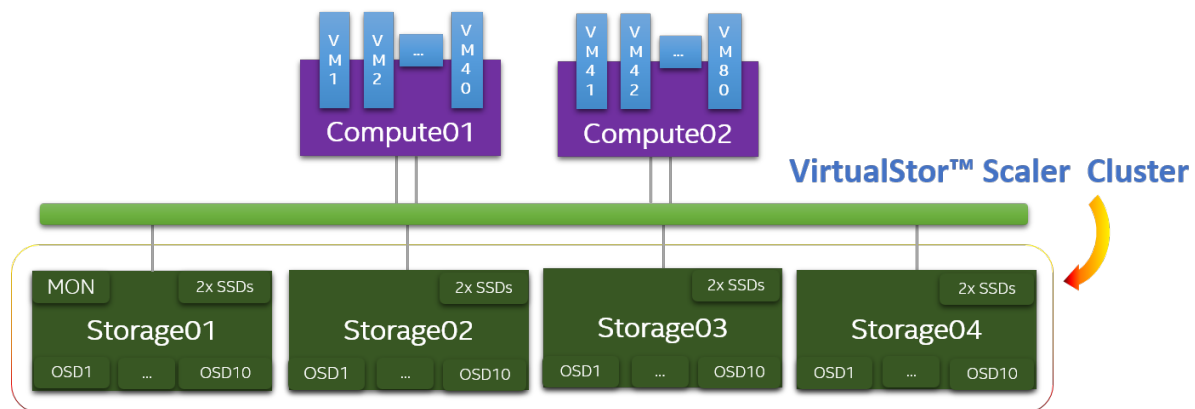 VM1
VM2
...
VM40
VM41
VM42
...
VM80
Compute01
Compute02
VirtualStor™ Scaler Cluster
MON
2x SSDs
2x SSDs
2x SSDs
2x SSDs
Storage01
Storage02
Storage03
Storage04
OSD1
...
OSD10
OSD1
...
OSD10
OSD1
...
OSD10
OSD1
...
OSD10